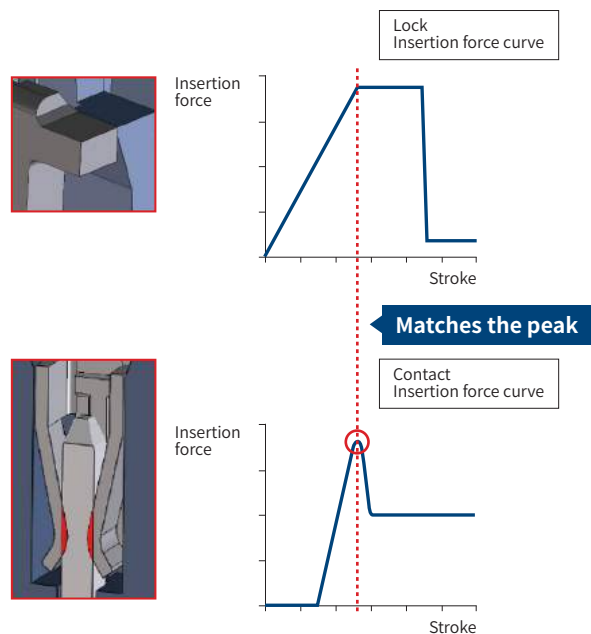 Lock
Insertion force curve
Insertion
force
Stroke
Matches the peak
Contact
Insertion force curve
Insertion
force
Stroke